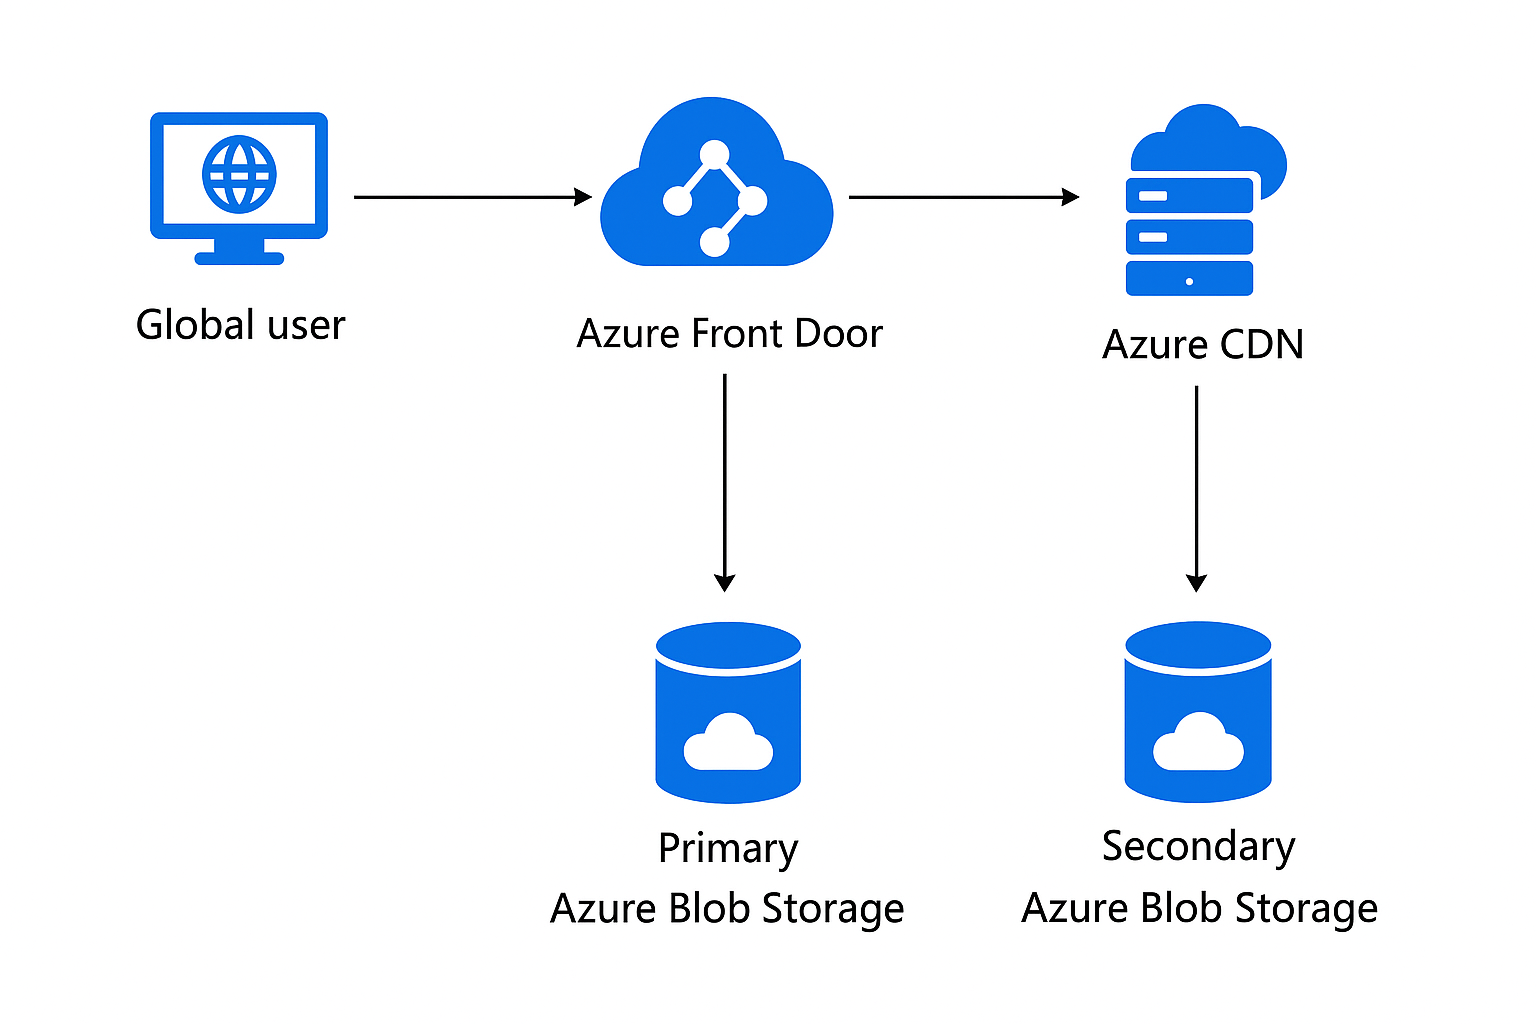 Global user
Azure Front Door
Azure CDN
Primary
Azure Blob Storage
Secondary
Azure Blob Storage